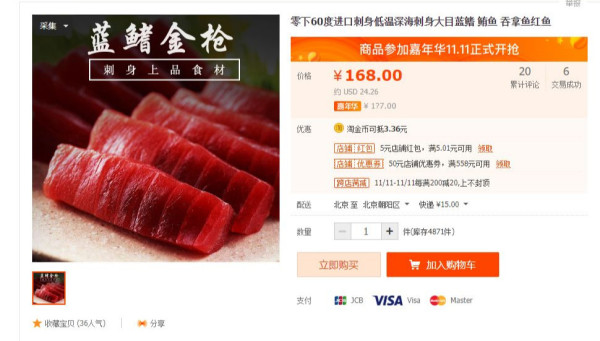 举报
采集
蓝鳍金枪
刺身上品食材
零下60度进口刺身低温深海刺身大目蓝鳍 鲔鱼 吞拿鱼红鱼
商品参加嘉年华11.11正式开抢
价格
¥168.00
约 USD 24.26
嘉年华 ¥ 177.00
20
累计评论
6
交易成功
优惠
淘金币可抵3.36元
店铺红包 5元店铺红包，满5.01元可用 领取
店铺优惠券 50元店铺优惠券，满558元可用 领取
跨店满减 11/11-11/11每满200减20,上不封顶
配送 北京 至 北京朝阳区 快递 ¥15.00
数量 − 1 + 件(库存4871件)
立即购买
加入购物车
支付 JCB JCB VISA Visa Master
收藏宝贝 (36人气)
分享